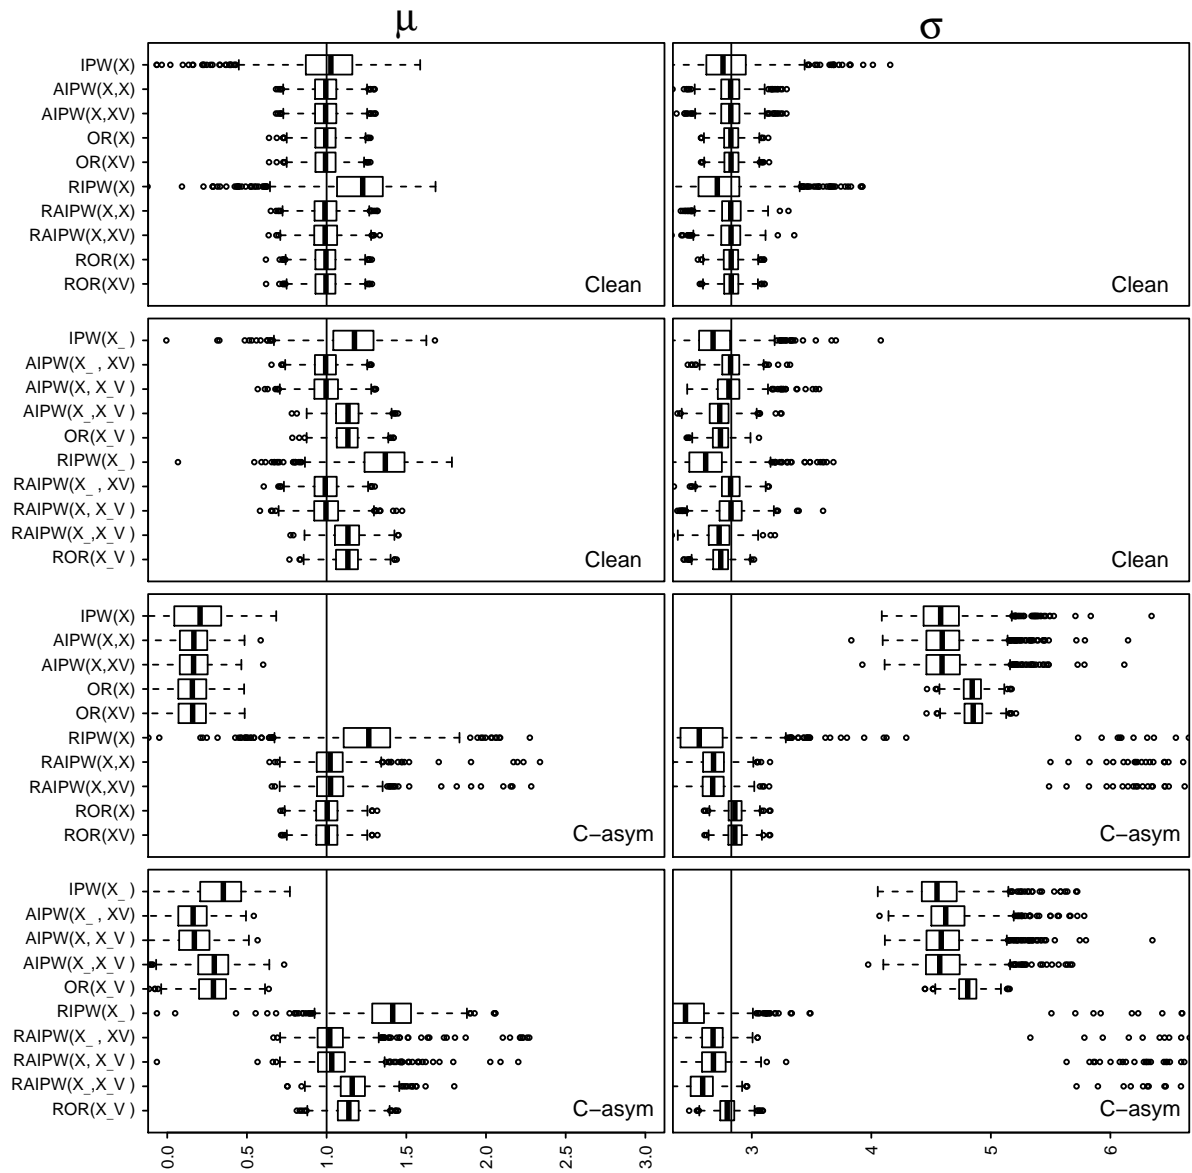 μ σ
IPW(X)
AIPW(X,X)
AIPW(X,XV)
OR(X)
OR(XV)
RIPW(X)
RAIPW(X,X)
RAIPW(X,XV)
ROR(X)
ROR(XV)
Clean Clean
IPW(X_ )
AIPW(X_ , XV)
AIPW(X, X_V )
AIPW(X_,X_V )
OR(X_V )
RIPW(X_ )
RAIPW(X_ , XV)
RAIPW(X, X_V )
RAIPW(X_,X_V )
ROR(X_V )
Clean Clean
IPW(X)
AIPW(X,X)
AIPW(X,XV)
OR(X)
OR(XV)
RIPW(X)
RAIPW(X,X)
RAIPW(X,XV)
ROR(X)
ROR(XV)
C−asym C−asym
IPW(X_ )
AIPW(X_ , XV)
AIPW(X, X_V )
AIPW(X_,X_V )
OR(X_V )
RIPW(X_ )
RAIPW(X_ , XV)
RAIPW(X, X_V )
RAIPW(X_,X_V )
ROR(X_V )
C−asym C−asym
0.0 0.5 1.0 1.5 2.0 2.5 3.0 3 4 5 6